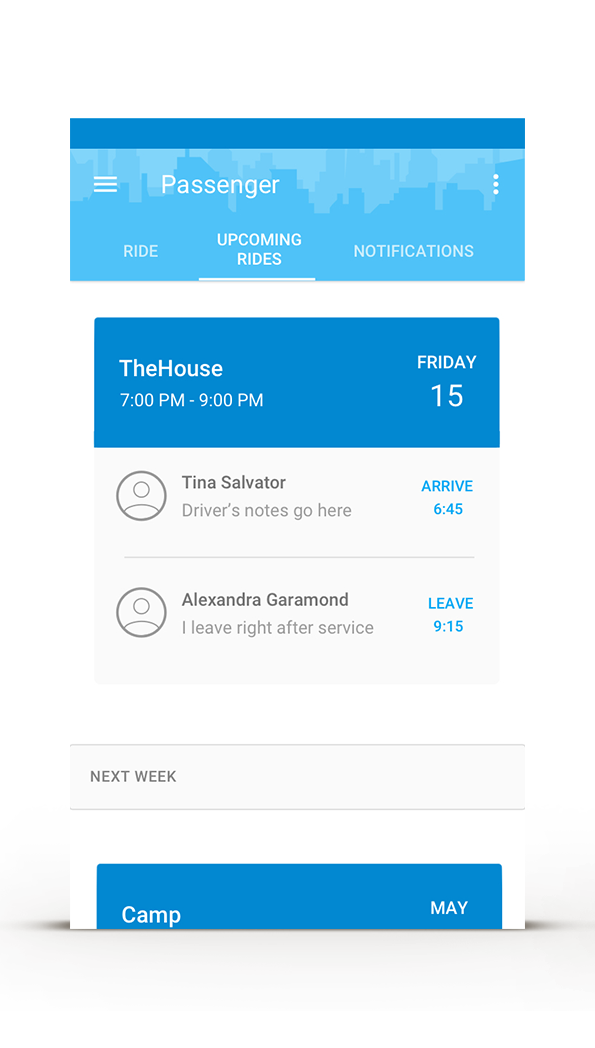 Passenger
RIDE
UPCOMING
RIDES
NOTIFICATIONS
TheHouse
7:00 PM - 9:00 PM
FRIDAY
15
Tina Salvator
Driver’s notes go here
ARRIVE
6:45
Alexandra Garamond
I leave right after service
LEAVE
9:15
NEXT WEEK
Camp
MAY